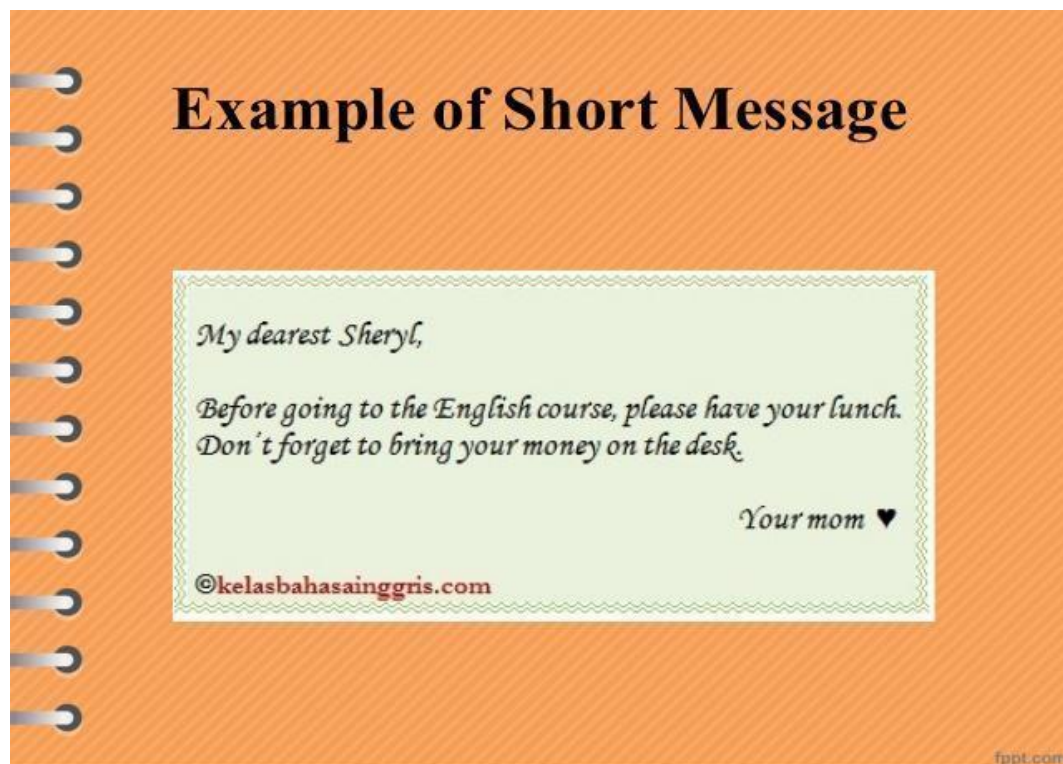 Example of Short Message
My dearest Sheryl,
Before going to the English course, please have your lunch.
Don´t forget to bring your money on the desk.
Your mom ♥
©kelasbahasainggris.com
fppt.com